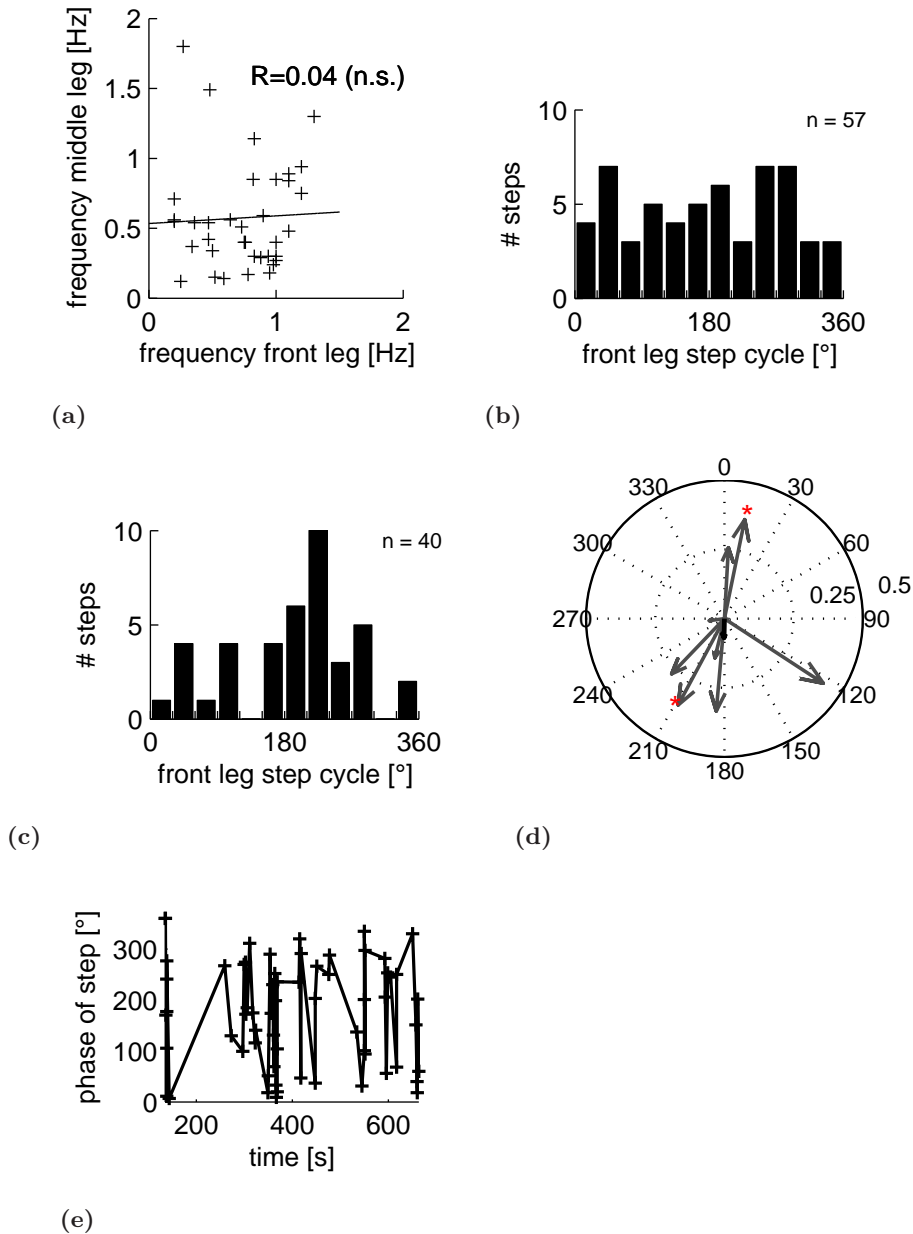 2
1.5
1
0.5
0
frequency middle leg [Hz]
R=0.04 (n.s.)
0 1 2
frequency front leg [Hz]
(a)
10
5
0
# steps
n = 57
0 180 360
front leg step cycle [°]
(b)
10
5
0
# steps
n = 40
0 180 360
front leg step cycle [°]
(c)
0
30
60
90
120
150
180
210
240
270
300
330
0.25
0.5
*
*
(d)
300
200
100
0
phase of step [°]
200 400 600
time [s]
(e)